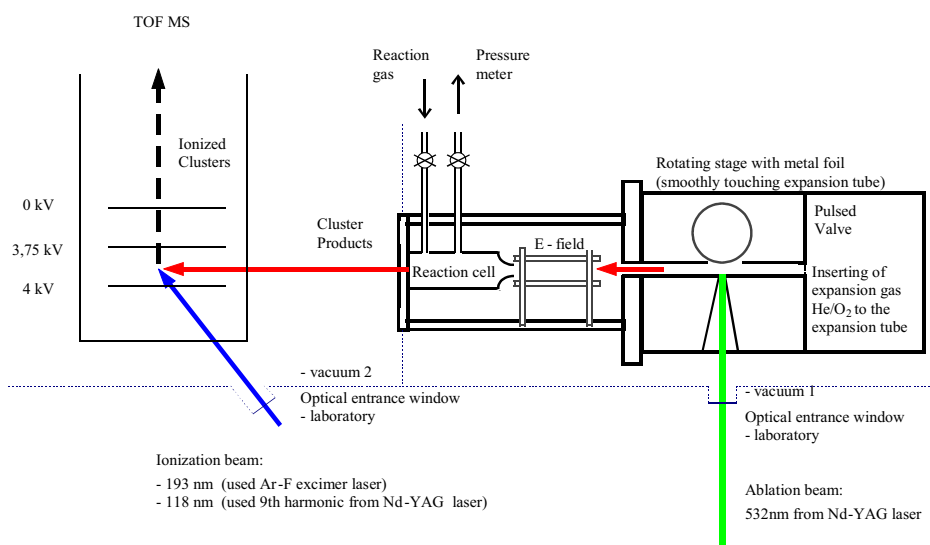 TOF MS
Reaction
gas
Pressure
meter
Ionized
Clusters
Rotating stage with metal foil
(smoothly touching expansion tube)
0 kV
3,75 kV
4 kV
Cluster
Products
E - field
Reaction cell
Pulsed
Valve
Inserting of
expansion gas
He/O₂ to the
expansion tube
- vacuum 2
Optical entrance window
- laboratory
- vacuum 1
Optical entrance window
- laboratory
Ionization beam:
- 193 nm (used Ar-F excimer laser)
- 118 nm (used 9th harmonic from Nd-YAG laser)
Ablation beam:
532nm from Nd-YAG laser